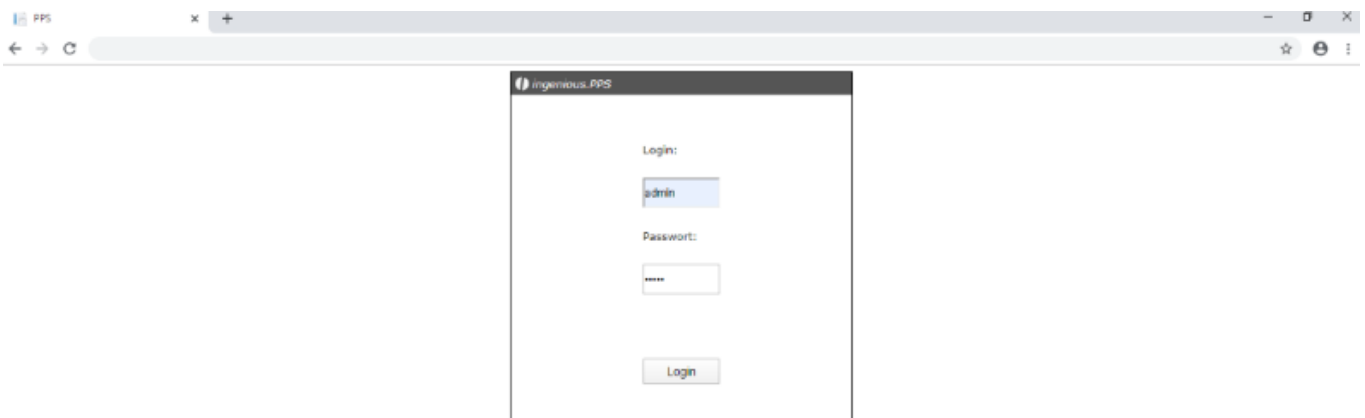 PPS
ingenious.PPS
Login:
admin
Passwort:
•••••
Login